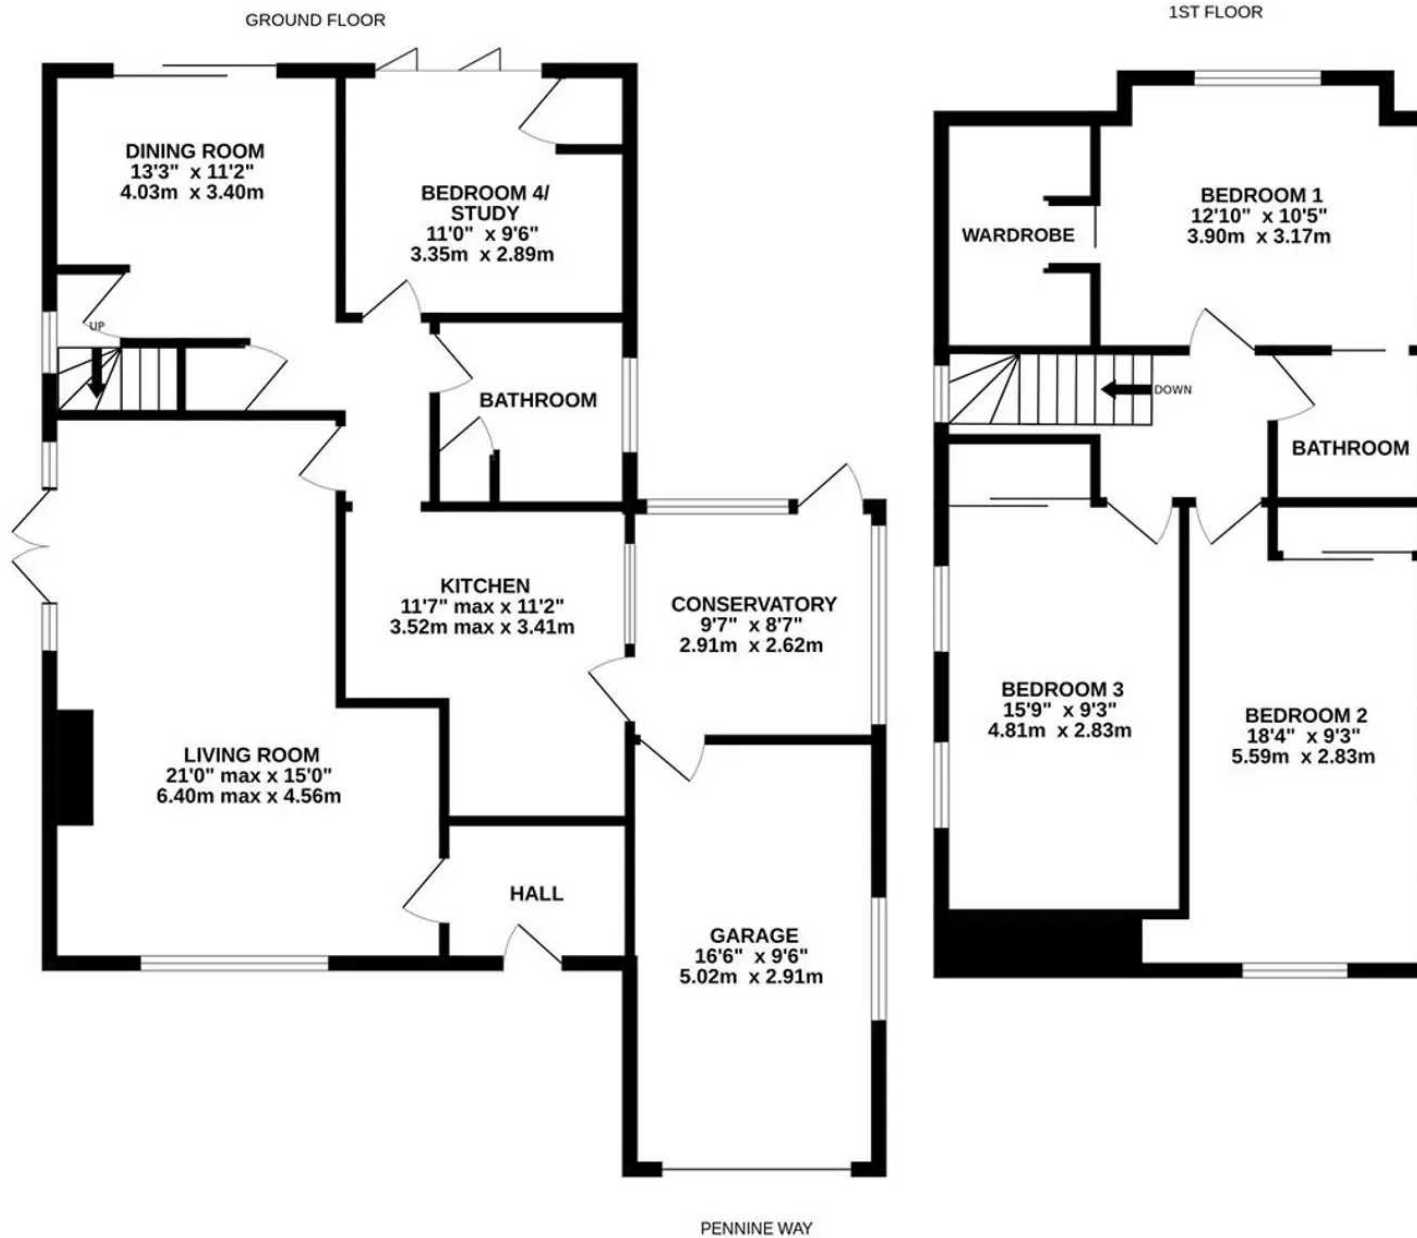 GROUND FLOOR
1ST FLOOR
DINING ROOM
13'3" x 11'2"
4.03m x 3.40m
BEDROOM 4/
STUDY
11'0" x 9'6"
3.35m x 2.89m
UP
BATHROOM
KITCHEN
11'7" max x 11'2"
3.52m max x 3.41m
CONSERVATORY
9'7" x 8'7"
2.91m x 2.62m
LIVING ROOM
21'0" max x 15'0"
6.40m max x 4.56m
HALL
GARAGE
16'6" x 9'6"
5.02m x 2.91m
WARDROBE
BEDROOM 1
12'10" x 10'5"
3.90m x 3.17m
DOWN
BATHROOM
BEDROOM 3
15'9" x 9'3"
4.81m x 2.83m
BEDROOM 2
18'4" x 9'3"
5.59m x 2.83m
PENNINE WAY